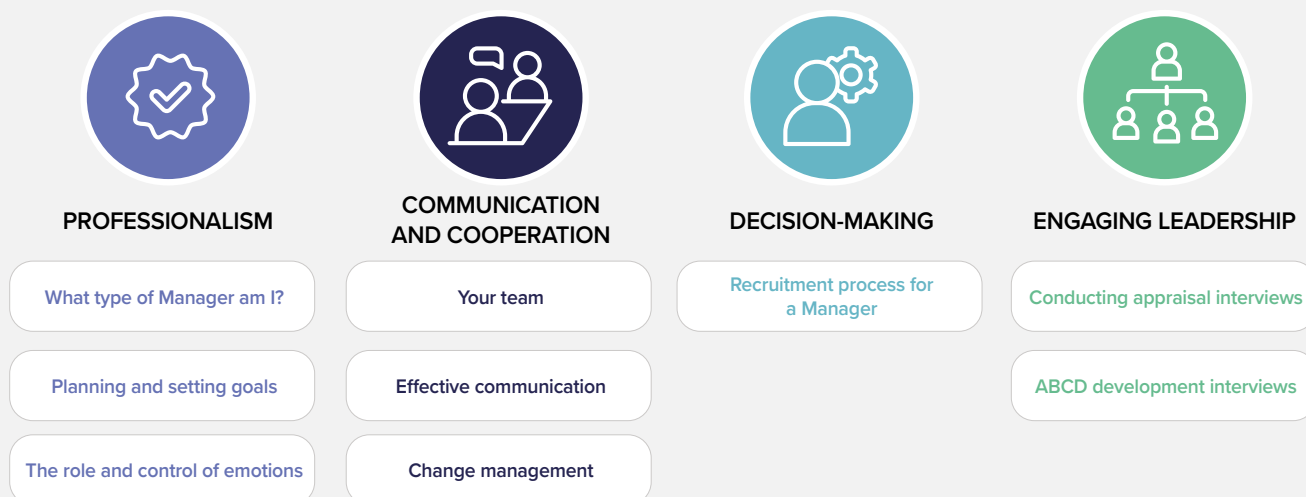 PROFESSIONALISM
What type of Manager am I?
Planning and setting goals
The role and control of emotions
COMMUNICATION
AND COOPERATION
Your team
Effective communication
Change management
DECISION-MAKING
Recruitment process for
a Manager
ENGAGING LEADERSHIP
Conducting appraisal interviews
ABCD development interviews